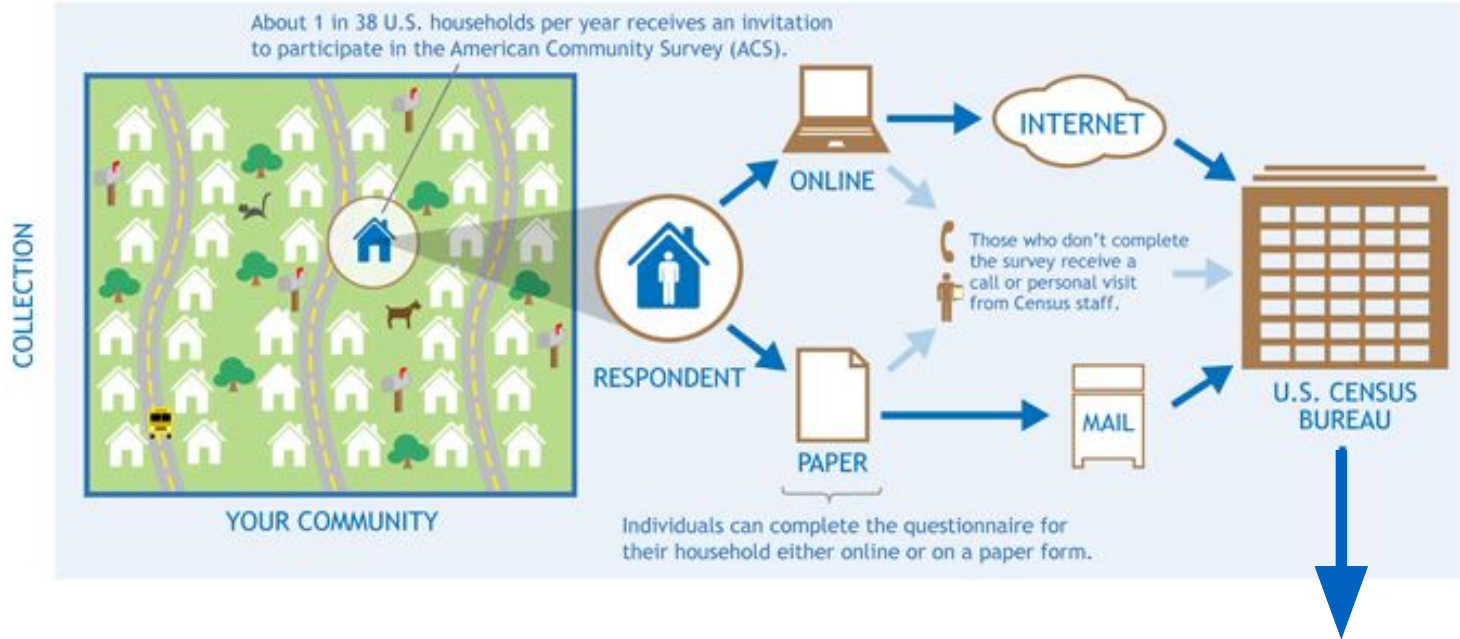 About 1 in 38 U.S. households per year receives an invitation
to participate in the American Community Survey (ACS).
COLLECTION
YOUR COMMUNITY
RESPONDENT
ONLINE
INTERNET
Those who don't complete
the survey receive a
call or personal visit
from Census staff.
PAPER
MAIL
U.S. CENSUS
BUREAU
Individuals can complete the questionnaire for
their household either online or on a paper form.